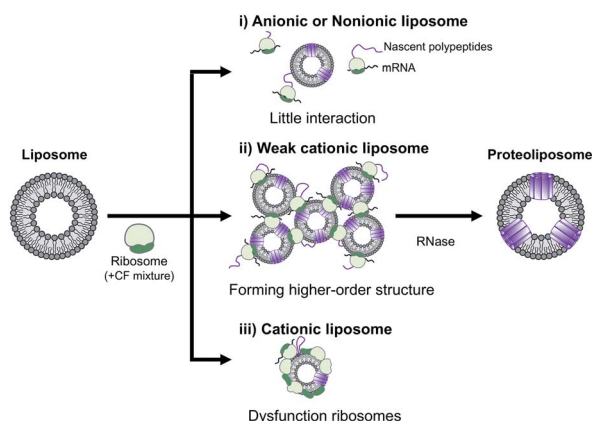 i) Anionic or Nonionic liposome
Nascent polypeptides
mRNA
Little interaction
Liposome
ii) Weak cationic liposome
Proteoliposome
Ribosome
(+CF mixture)
RNase
Forming higher-order structure
iii) Cationic liposome
Dysfunction ribosomes